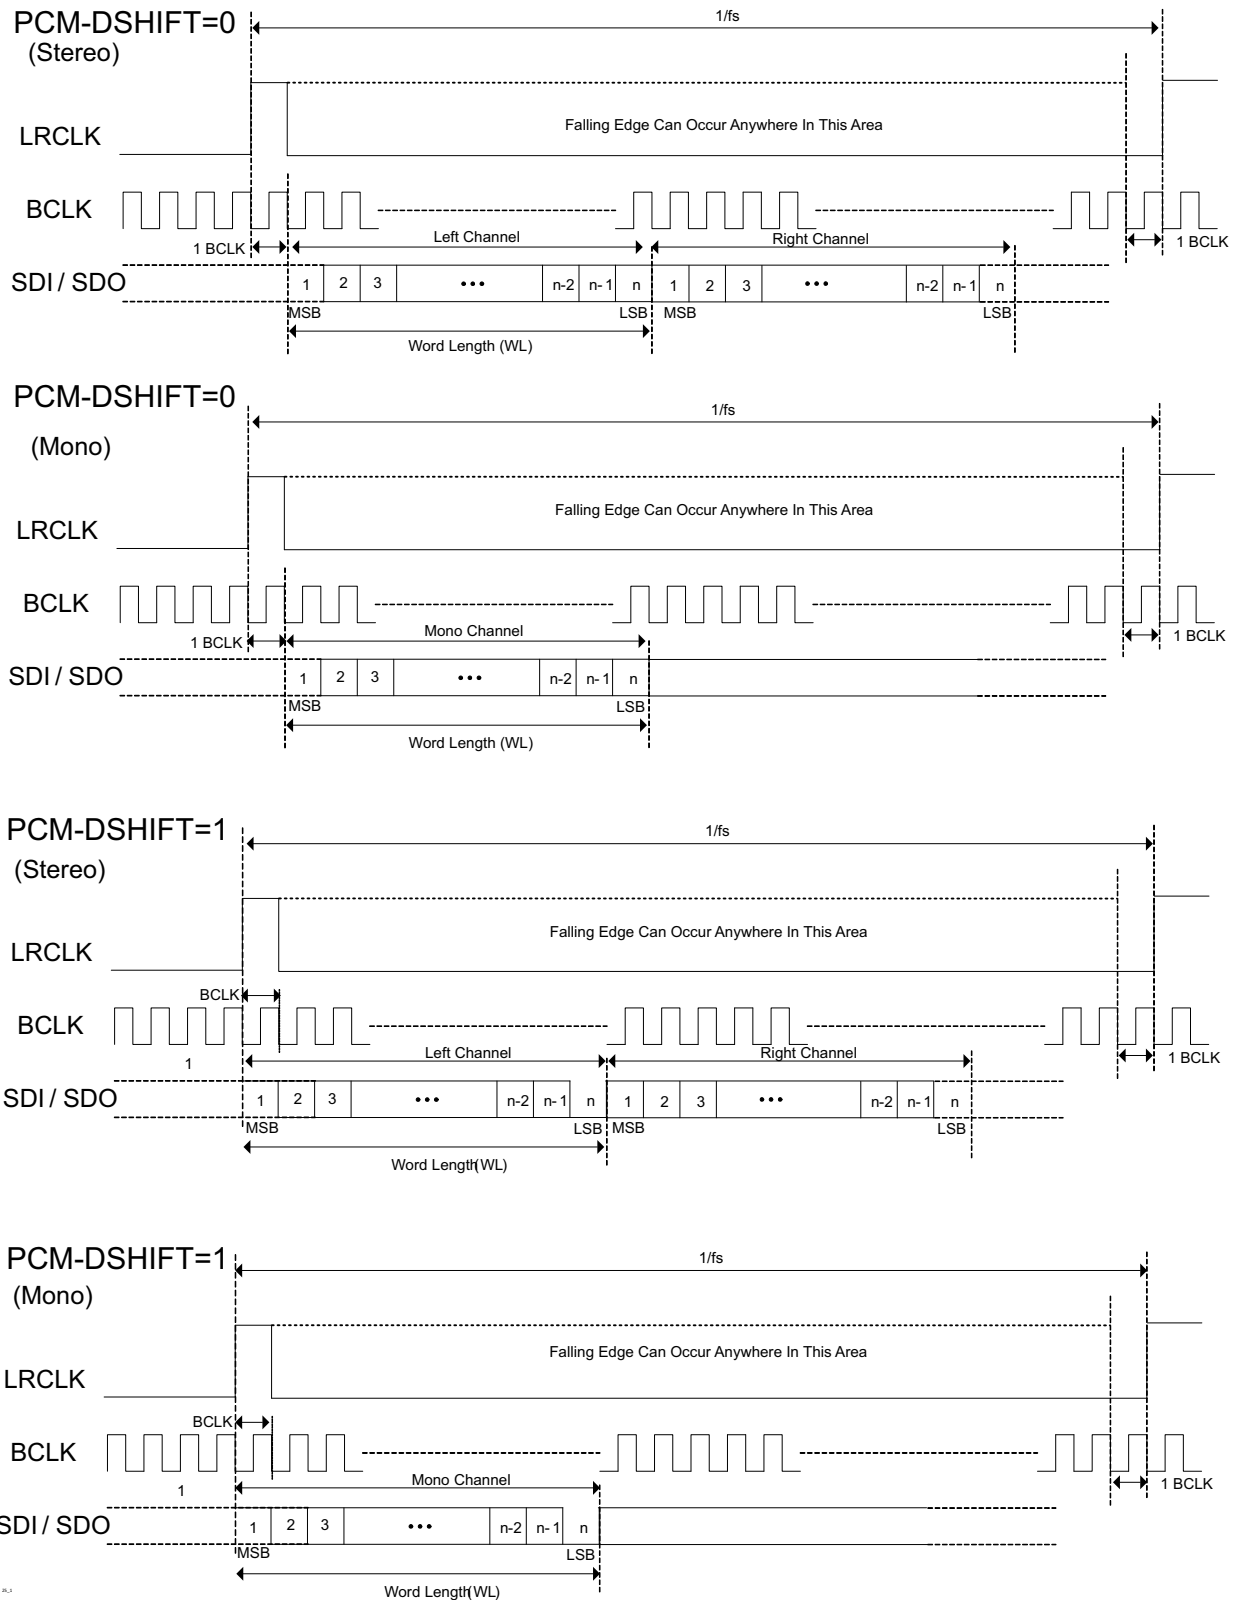 PCM-DSHIFT=0
(Stereo)
1/fs
LRCLK
Falling Edge Can Occur Anywhere In This Area
BCLK
1 BCLK
Left Channel
Right Channel
1 BCLK
SDI / SDO
1 2 3 ••• n-2 n-1 n 1 2 3 ••• n-2 n-1 n
MSB LSB MSB LSB
Word Length (WL)
PCM-DSHIFT=0
(Mono)
1/fs
LRCLK
Falling Edge Can Occur Anywhere In This Area
BCLK
1 BCLK
Mono Channel
1 BCLK
SDI / SDO
1 2 3 ••• n-2 n-1 n
MSB LSB
Word Length (WL)
PCM-DSHIFT=1
(Stereo)
1/fs
LRCLK
Falling Edge Can Occur Anywhere In This Area
BCLK
BCLK
1
Left Channel
Right Channel
1 BCLK
SDI / SDO
1 2 3 ••• n-2 n-1 n 1 2 3 ••• n-2 n-1 n
MSB LSB MSB LSB
Word Length(WL)
PCM-DSHIFT=1
(Mono)
1/fs
LRCLK
Falling Edge Can Occur Anywhere In This Area
BCLK
BCLK
1
Mono Channel
1 BCLK
SDI / SDO
1 2 3 ••• n-2 n-1 n
MSB LSB
Word Length(WL)